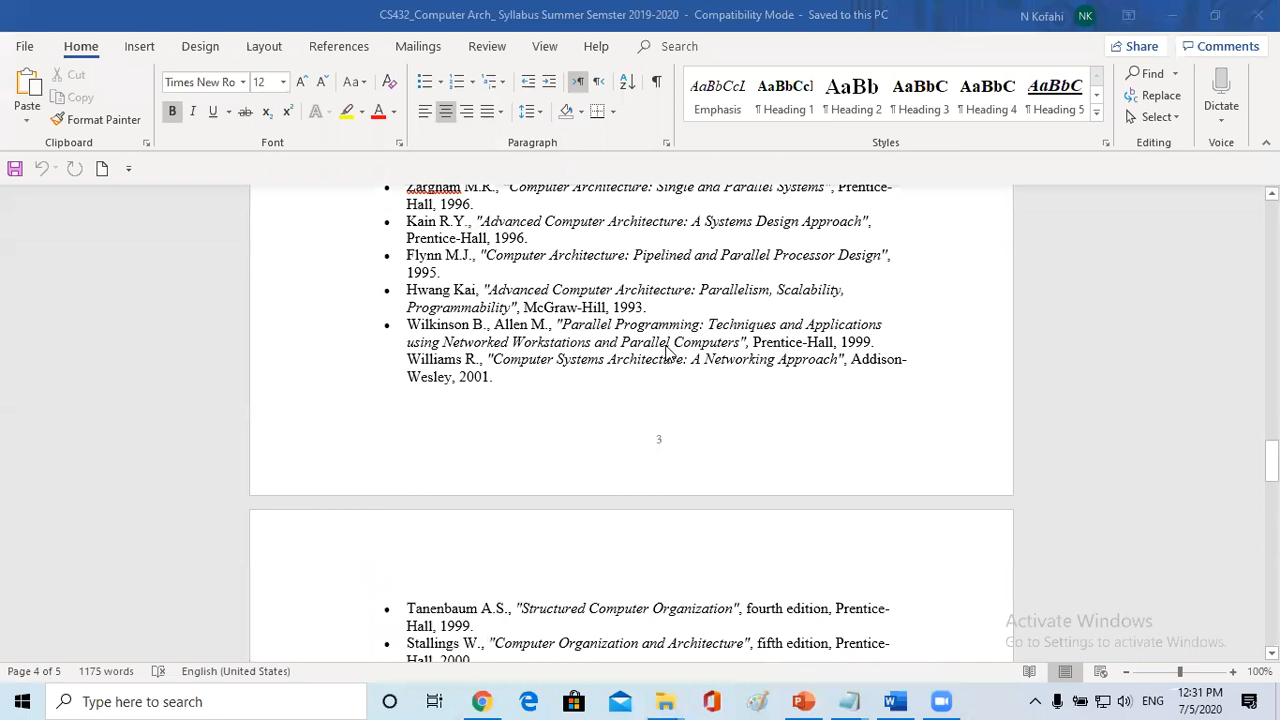 CS432_Computer Arch_ Syllabus Summer Semster 2019-2020 - Compatibility Mode - Saved to this PC
N Kofahi NK
File Home Insert Design Layout References Mailings Review View Help Search Share Comments
Paste Cut Copy Format Painter
Times New Ro 12
AaBbCcL AaBbCcI AaBb AaBbC AaBbC AaBbC
Emphasis ¶ Heading 1 ¶ Heading 2 ¶ Heading 3 ¶ Heading 4 ¶ Heading 5
Find Replace Select
Dictate
Clipboard Font Paragraph Styles Editing Voice
• Zargham M.R., "Computer Architecture: Single and Parallel Systems", Prentice-
Hall, 1996.
• Kain R.Y., "Advanced Computer Architecture: A Systems Design Approach",
Prentice-Hall, 1996.
• Flynn M.J., "Computer Architecture: Pipelined and Parallel Processor Design",
1995.
• Hwang Kai, "Advanced Computer Architecture: Parallelism, Scalability,
Programmability", McGraw-Hill, 1993.
• Wilkinson B., Allen M., "Parallel Programming: Techniques and Applications
using Networked Workstations and Parallel Computers", Prentice-Hall, 1999.
Williams R., "Computer Systems Architecture: A Networking Approach", Addison-
Wesley, 2001.
3
• Tanenbaum A.S., "Structured Computer Organization", fourth edition, Prentice-
Hall, 1999.
• Stallings W., "Computer Organization and Architecture", fifth edition, Prentice-
Hall, 2000
Activate Windows
Go to Settings to activate Windows.
Page 4 of 5 1175 words English (United States) 100%
Type here to search
ENG
12:31 PM
7/5/2020